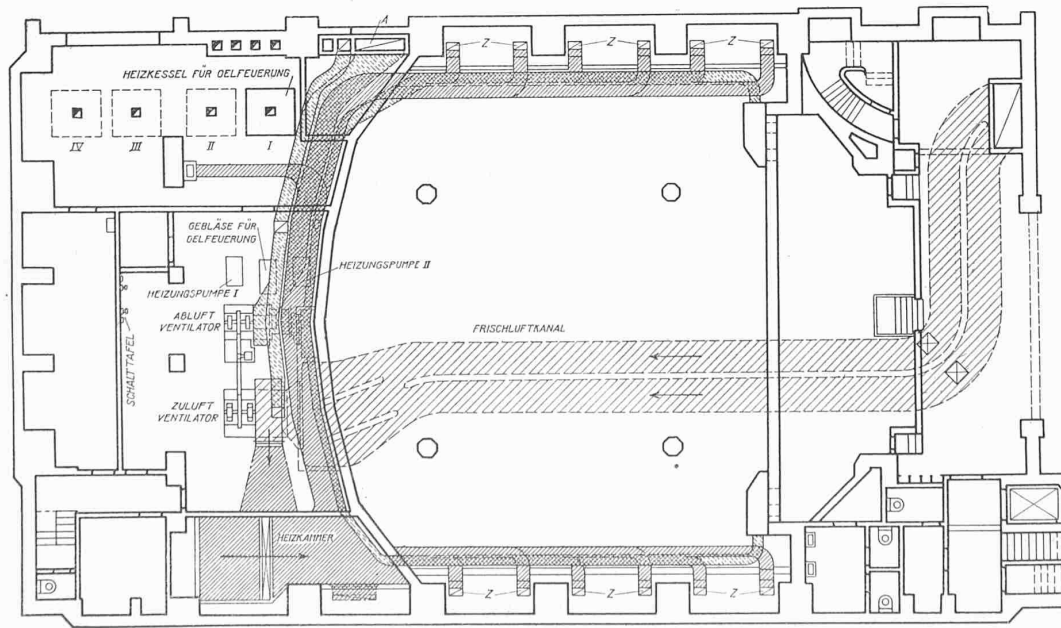 A
Z
Z
Z
HEIZKESSEL FÜR OELFEUERUNG
IV
III
II
I
GEBLÄSE FÜR
OELFEUERUNG
HEIZUNGSPUMPE II
HEIZUNGSPUMPE I
ABLUFT
VENTILATOR
SCHALTTAFEL
FRISCHLUFTKANAL
ZULUFT
VENTILATOR
HEIZKAMMER
Z
Z
Z